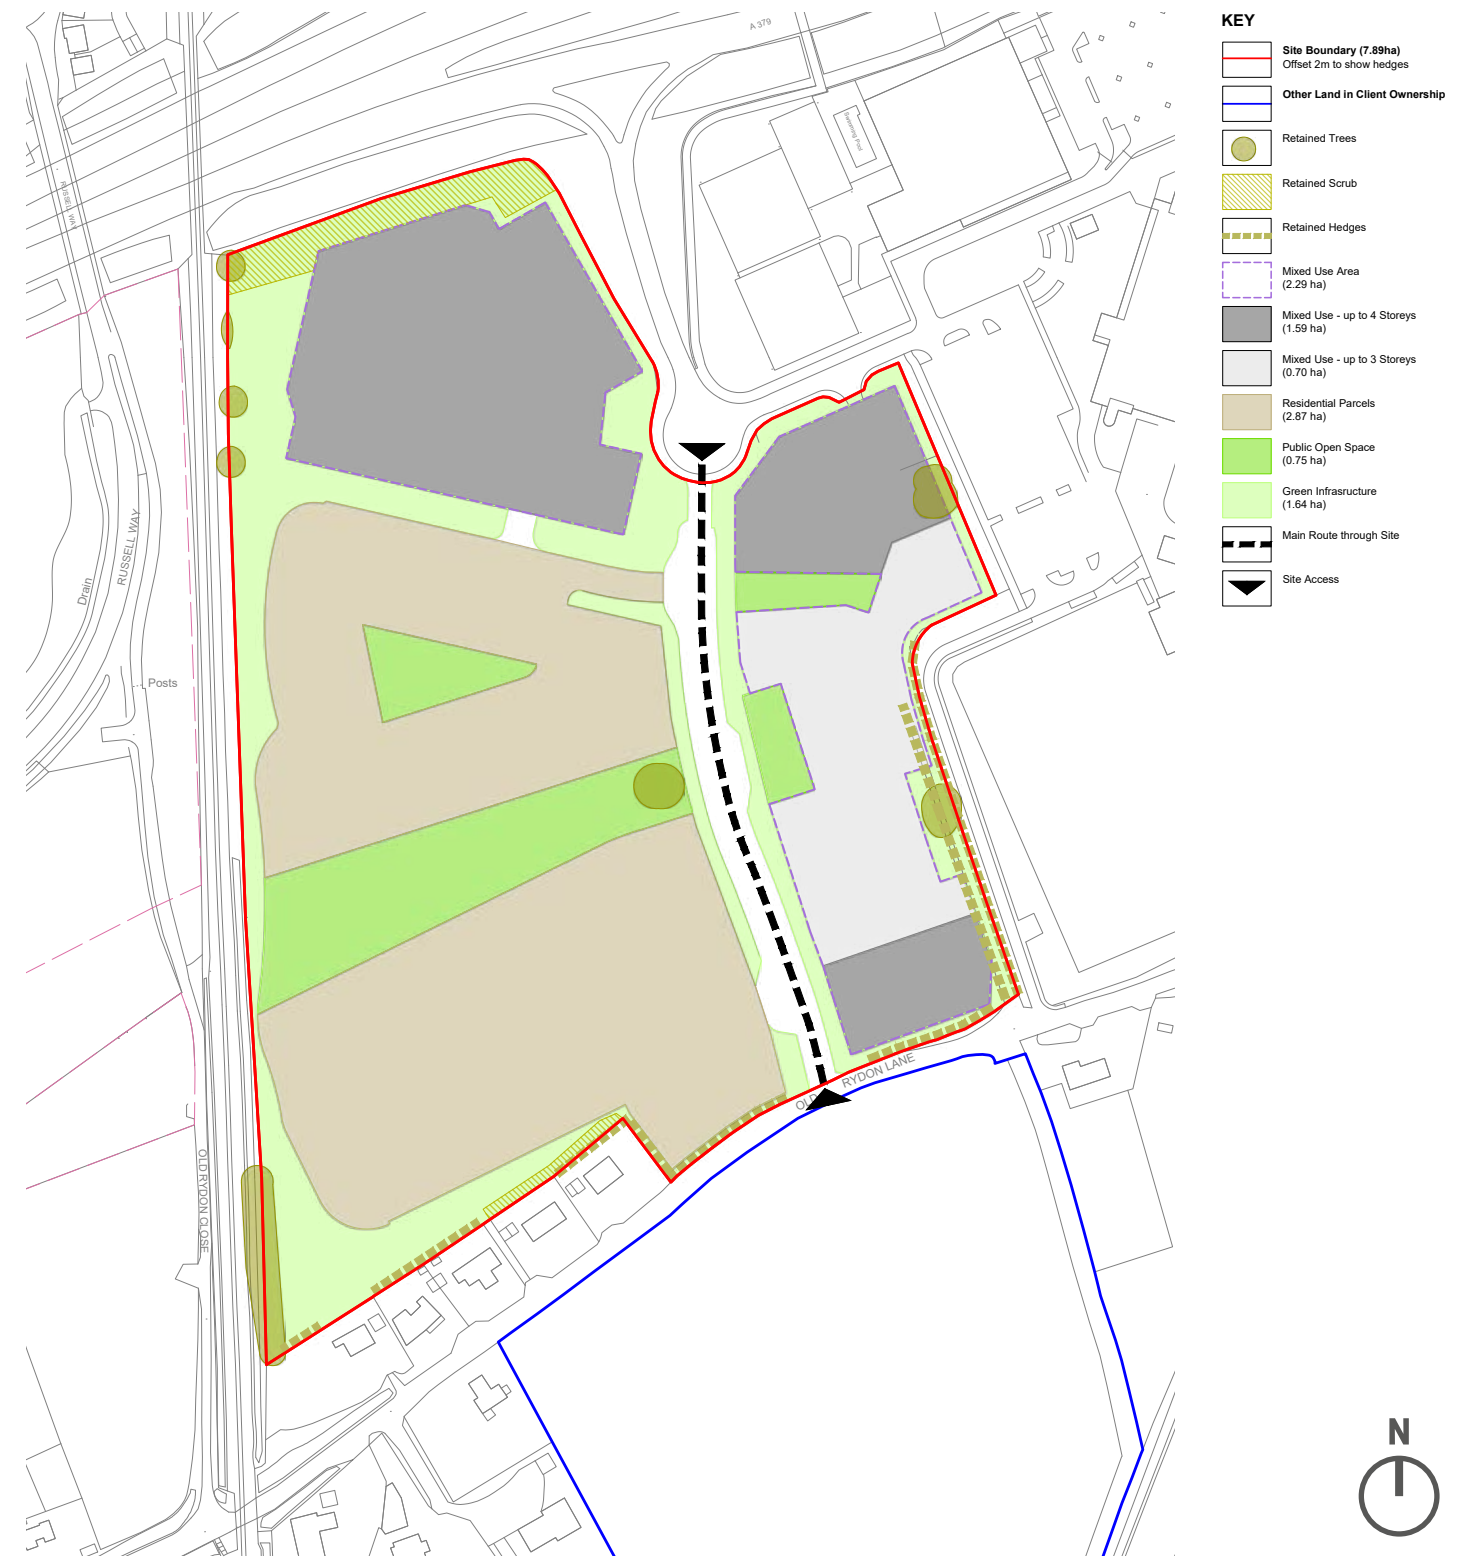 A 379
Swimming Pool
RUSSELL WAY
RUSSELL WAY
Drain
Posts
OLD RYDON CLOSE
OLD RYDON LANE
KEY
Site Boundary (7.89ha)
Offset 2m to show hedges
Other Land in Client Ownership
Retained Trees
Retained Scrub
Retained Hedges
Mixed Use Area
(2.29 ha)
Mixed Use - up to 4 Storeys
(1.59 ha)
Mixed Use - up to 3 Storeys
(0.70 ha)
Residential Parcels
(2.87 ha)
Public Open Space
(0.75 ha)
Green Infrasructure
(1.64 ha)
Main Route through Site
Site Access
N